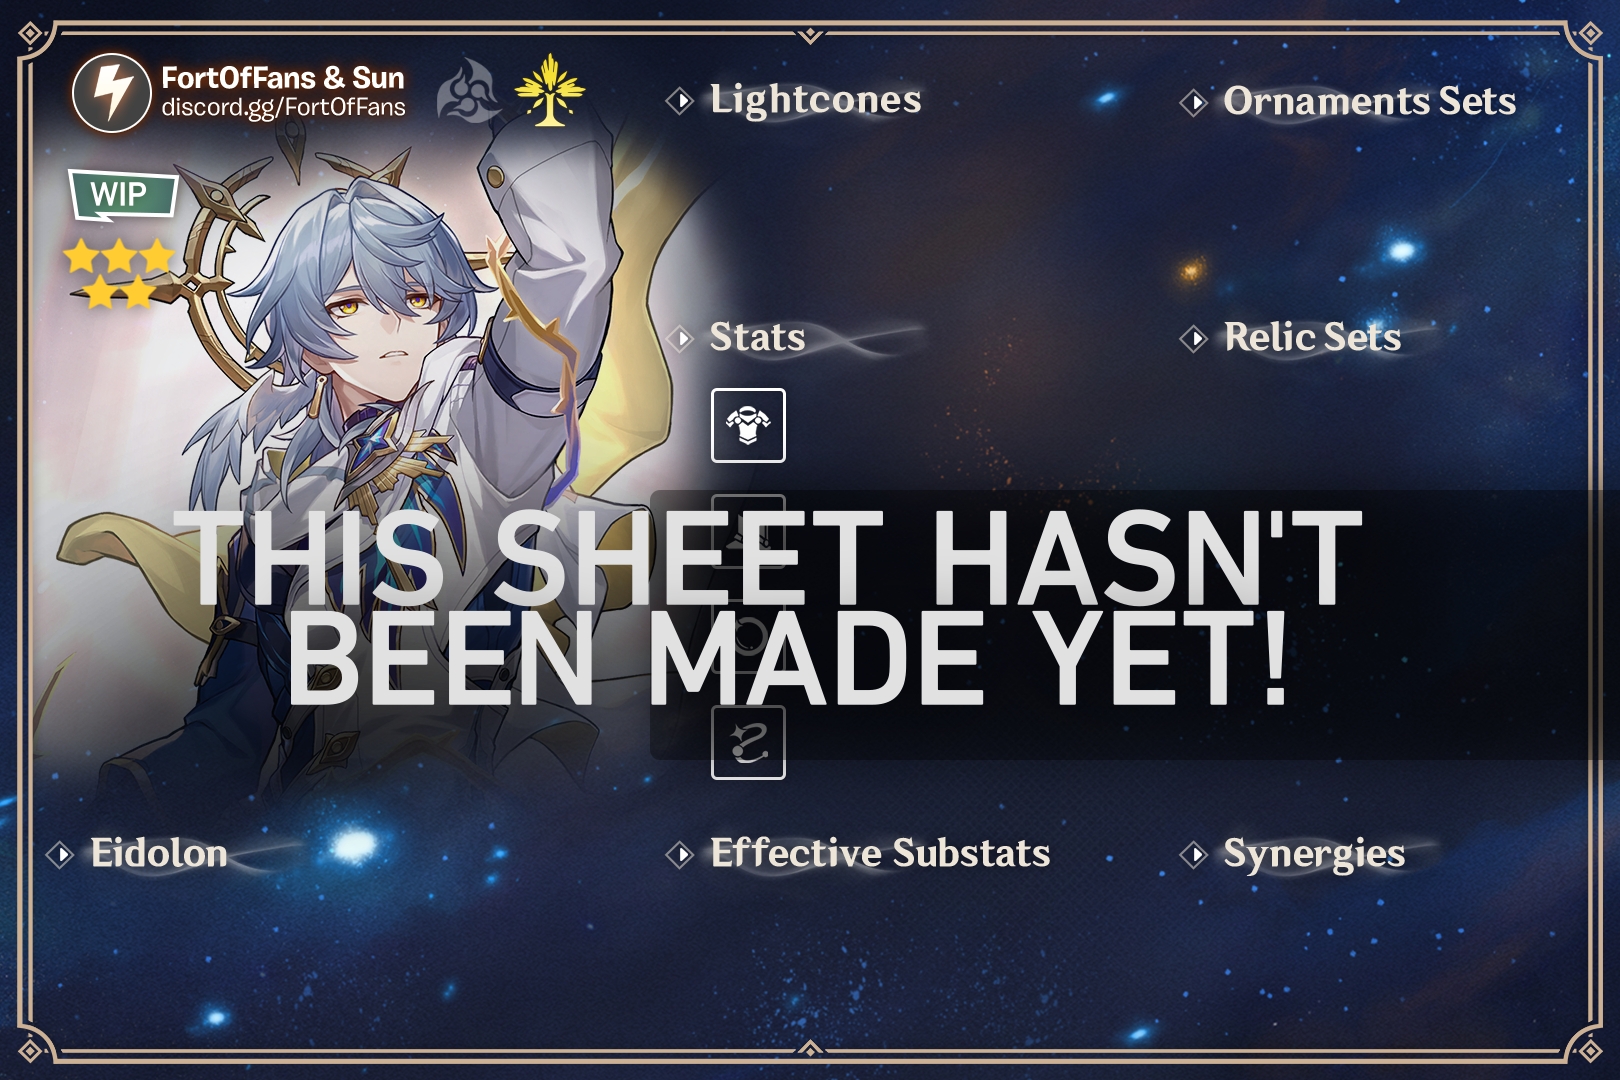 FortOfFans & Sun
discord.gg/FortOfFans
WIP
Lightcones
Ornaments Sets
Stats
Relic Sets
THIS SHEET HASN'T
BEEN MADE YET!
Eidolon
Effective Substats
Synergies